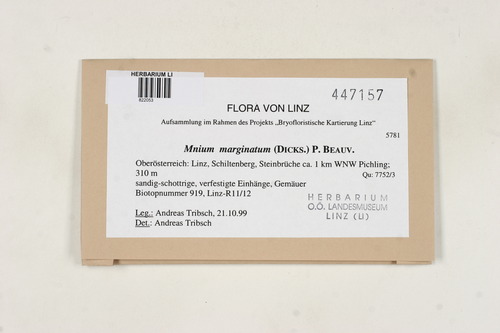 HERBARIUM LI
822053
447157
FLORA VON LINZ
Aufsammlung im Rahmen des Projekts „Bryofloristische Kartierung Linz"
5781
Mnium marginatum (DICKS.) P. BEAUV.
Oberösterreich: Linz, Schiltenberg, Steinbrüche ca. 1 km WNW Pichling;
310 m Qu: 7752/3
sandig-schottrige, verfestigte Einhänge, Gemäuer
Biotopnummer 919, Linz-R11/12
HERBARIUM
O.Ö. LANDESMUSEUM
LINZ (LI)
Leg.: Andreas Tribsch, 21.10.99
Det.: Andreas Tribsch